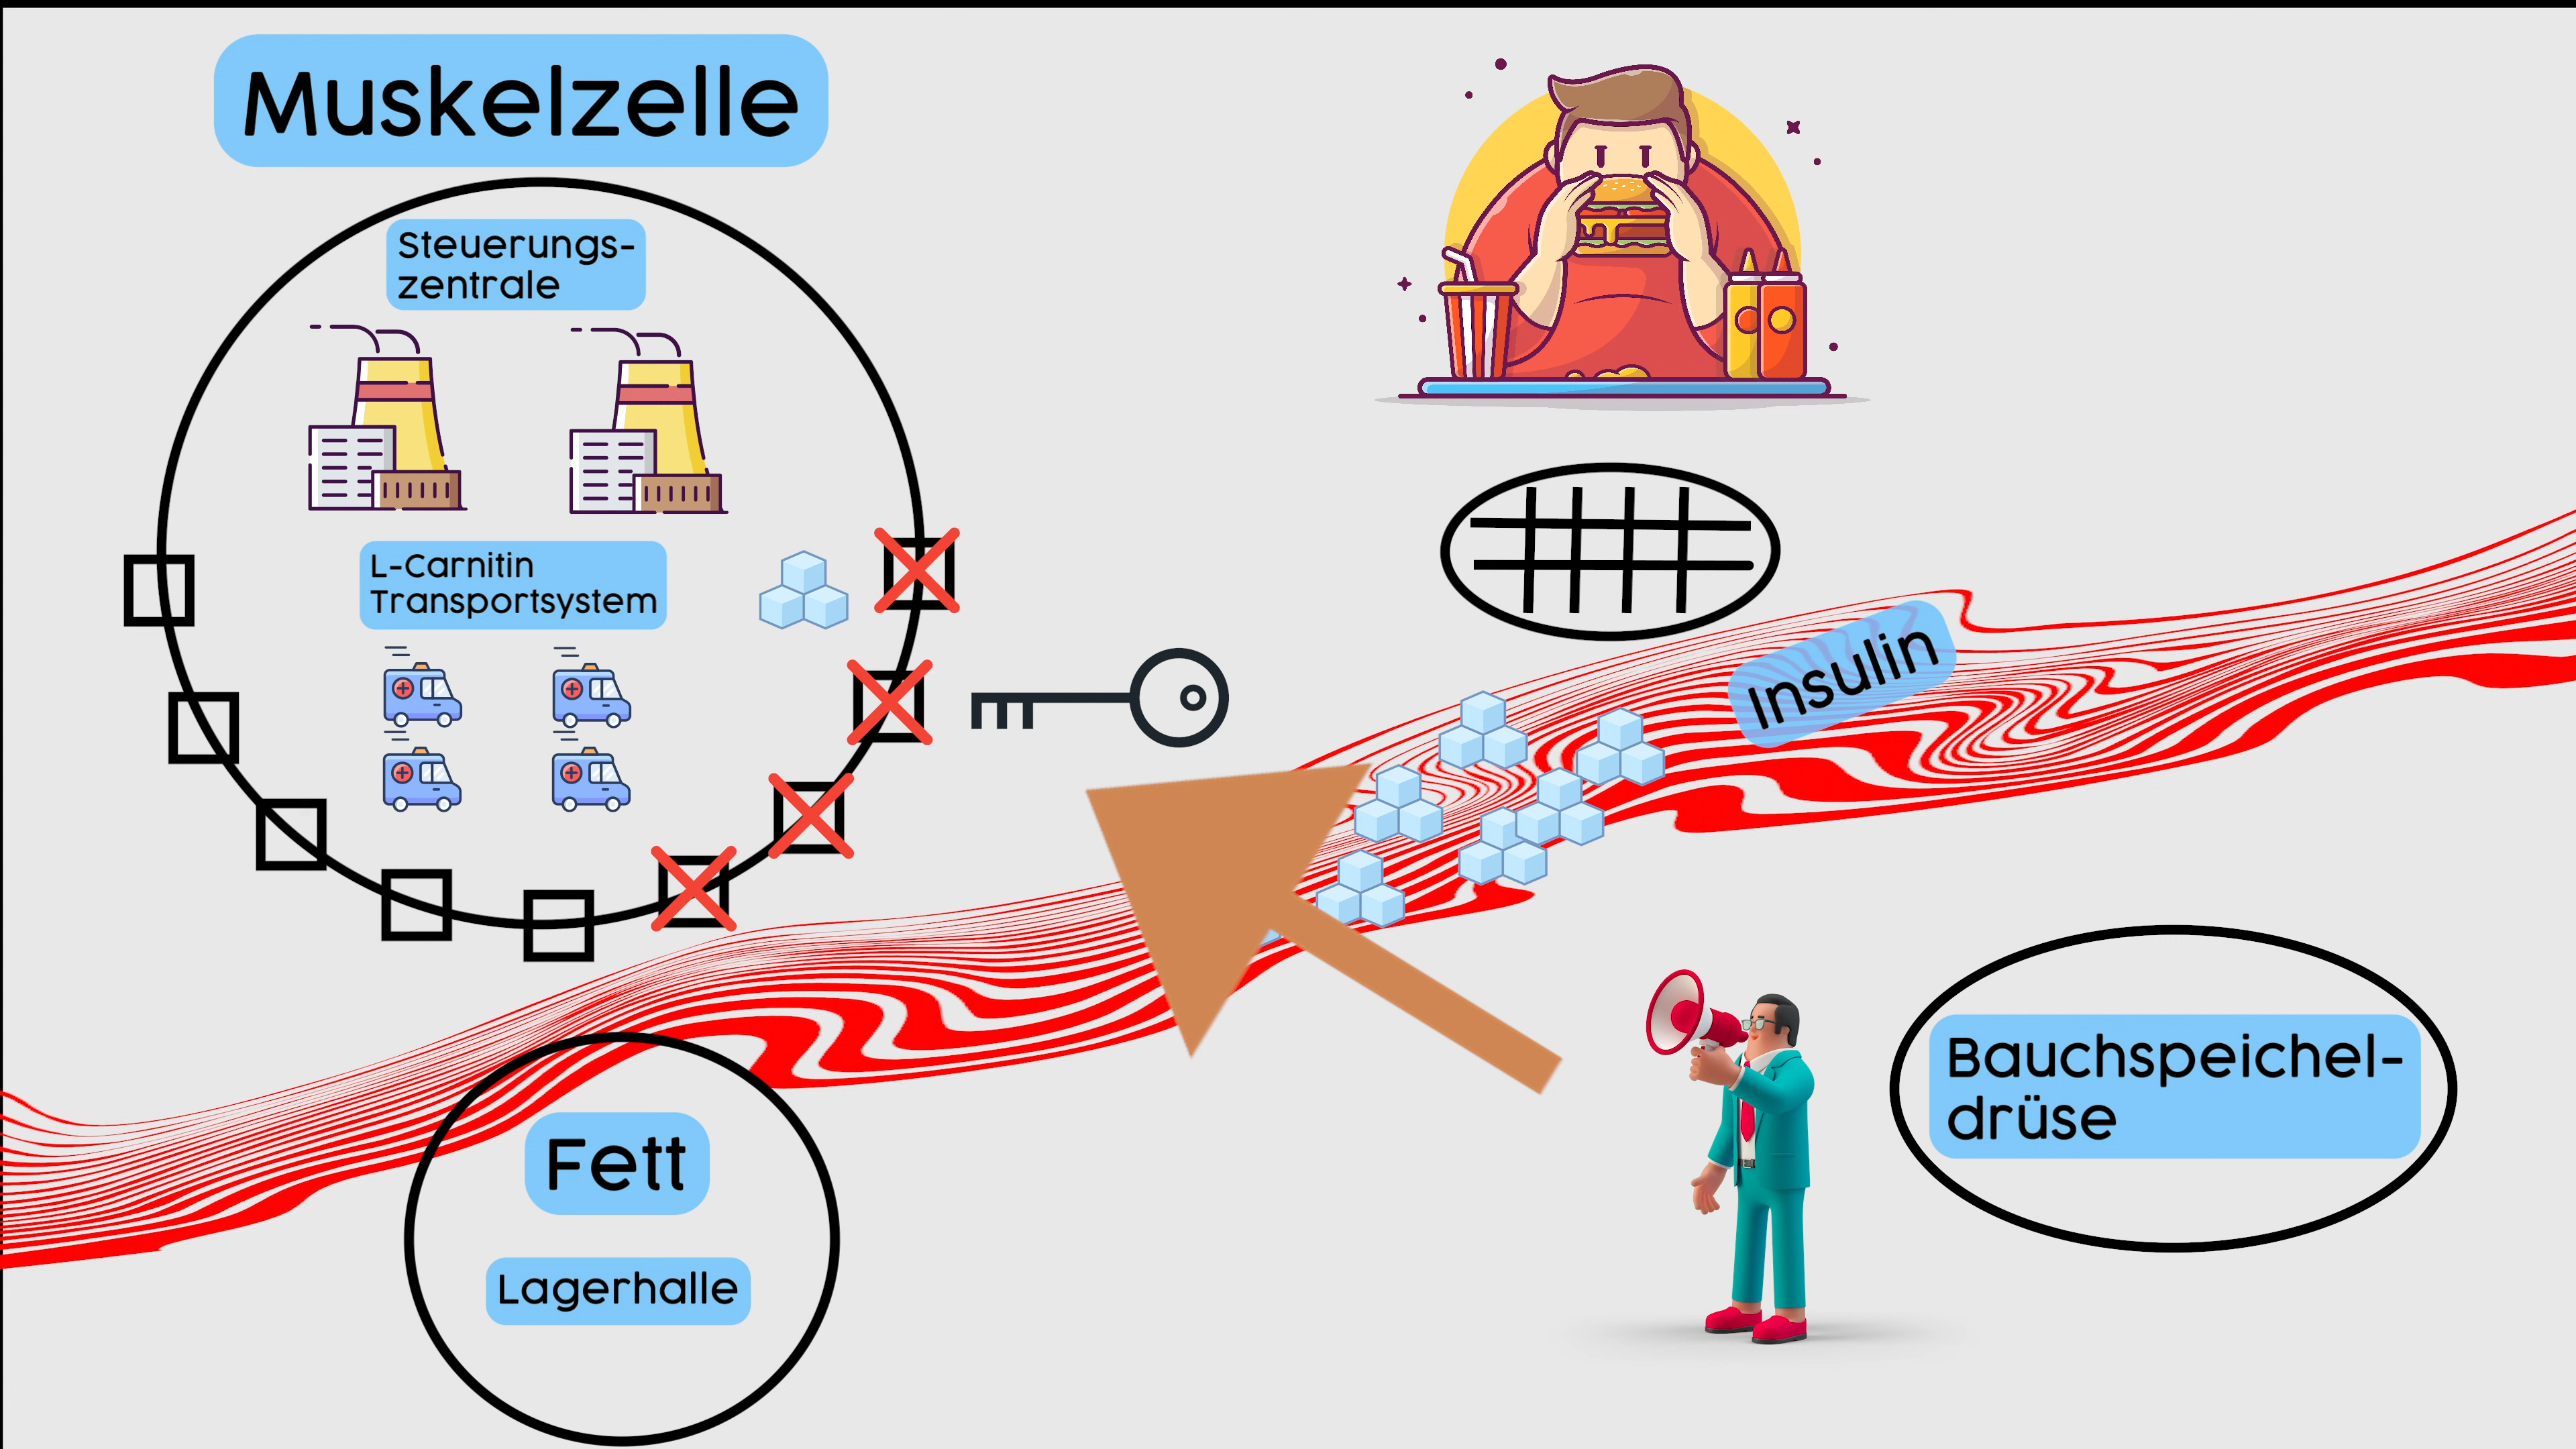 Muskelzelle
Steuerungs-
zentrale
L-Carnitin
Transportsystem
Insulin
Bauchspeichel-
drüse
Fett
Lagerhalle